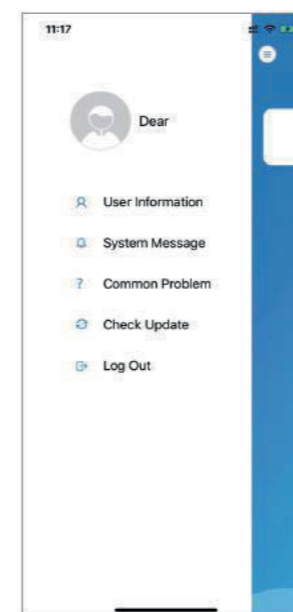 11:17
Dear
User Information
System Message
? Common Problem
Check Update
Log Out